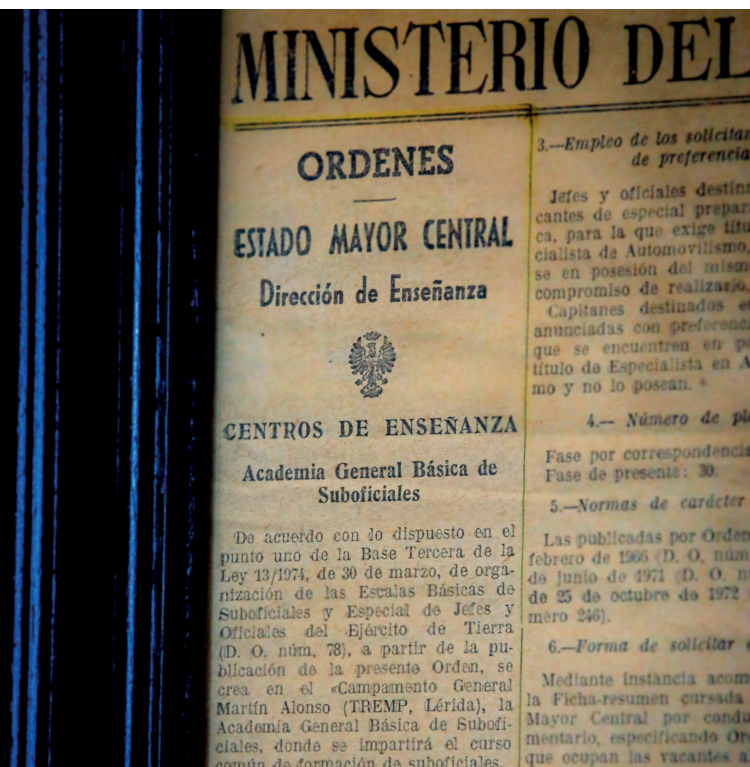 MINISTERIO DEL
ORDENES
ESTADO MAYOR CENTRAL
Dirección de Enseñanza
CENTROS DE ENSEÑANZA
Academia General Básica de
Suboficiales
De acuerdo con lo dispuesto en el
punto uno de la Base Tercera de la
Ley 13/1974, de 30 de marzo, de orga-
nización de las Escalas Básicas de
Suboficiales y Especial de Jefes y
Oficiales del Ejército de Tierra
(D. O. núm. 78), a partir de la pu-
blicación de la presente Orden, se
crea en el «Campamento General
Martín Alonso (TREMP, Lérida), la
Academia General Básica de Subofi-
ciales, donde se impartirá el curso
común de formación de suboficiales
3.—Empleo de los solicitan
de preferencia
Jefes y oficiales destina
cantes de especial prepar
ca, para la que exige títu
cialista de Automovilismo,
se en posesión del mism
compromiso de realizarlo.
Capitanes destinados e
anunciadas con preferenc
que se encuentren en p
título de Especialista en A
mo y no lo posean.
4.— Número de pl
Fase por correspondencia
Fase de presente: 30.
5.—Normas de carácter
Las publicadas por Orden
febrero de 1966 (D. O. núm
de junio de 1971 (D. O. n
de 25 de octubre de 1972
mero 246).
6.—Forma de solicitar
Mediante instancia acom
la Ficha-resumen cursada
Mayor Central por condu
mentario, especificando Or
que ocupan las vacantes a